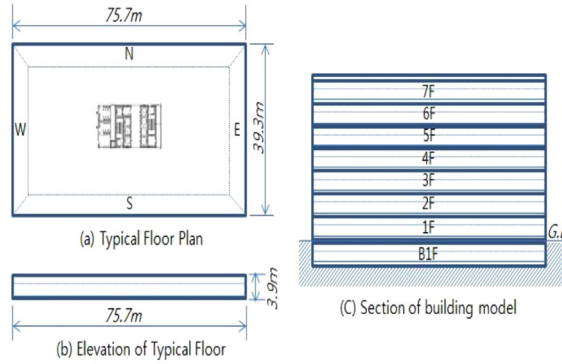 75.7m
N
W
E
39.3m
S
(a) Typical Floor Plan
3.9m
75.7m
(b) Elevation of Typical Floor
7F
6F
5F
4F
3F
2F
1F
G.L
B1F
(C) Section of building model